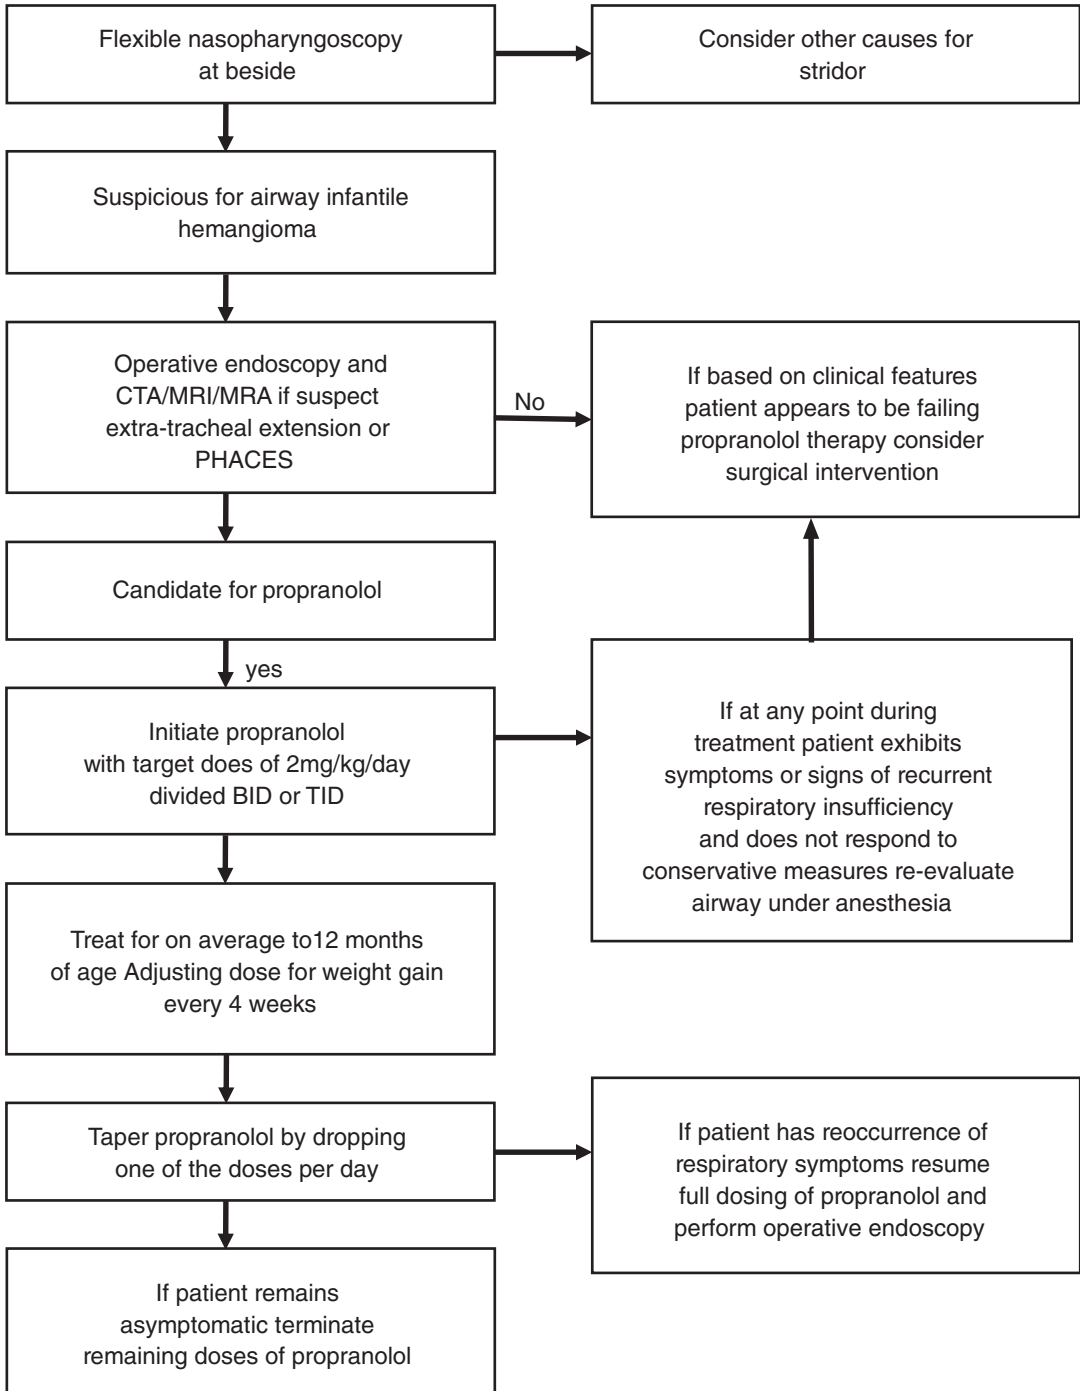 Flexible nasopharyngoscopy
at beside
Consider other causes for
stridor
Suspicious for airway infantile
hemangioma
Operative endoscopy and
CTA/MRI/MRA if suspect
extra-tracheal extension or
PHACES
No
If based on clinical features
patient appears to be failing
propranolol therapy consider
surgical intervention
Candidate for propranolol
yes
Initiate propranolol
with target does of 2mg/kg/day
divided BID or TID
If at any point during
treatment patient exhibits
symptoms or signs of recurrent
respiratory insufficiency
and does not respond to
conservative measures re-evaluate
airway under anesthesia
Treat for on average to12 months
of age Adjusting dose for weight gain
every 4 weeks
Taper propranolol by dropping
one of the doses per day
If patient has reoccurrence of
respiratory symptoms resume
full dosing of propranolol and
perform operative endoscopy
If patient remains
asymptomatic terminate
remaining doses of propranolol